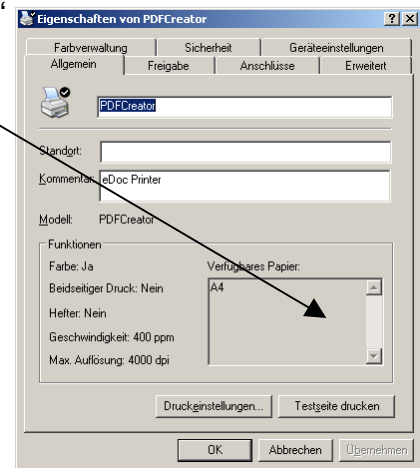 “
Eigenschaften von PDFCreator
Farbverwaltung Sicherheit Geräteeinstellungen
Allgemein Freigabe Anschlüsse Erweitert
PDFCreator
Standort:
Kommentar: eDoc Printer
Modell: PDFCreator
Funktionen
Farbe: Ja Verfügbares Papier:
Beidseitiger Druck: Nein A4
Hefter: Nein
Geschwindigkeit: 400 ppm
Max. Auflösung: 4000 dpi
Druckeinstellungen... Testseite drucken
OK Abbrechen Übernehmen